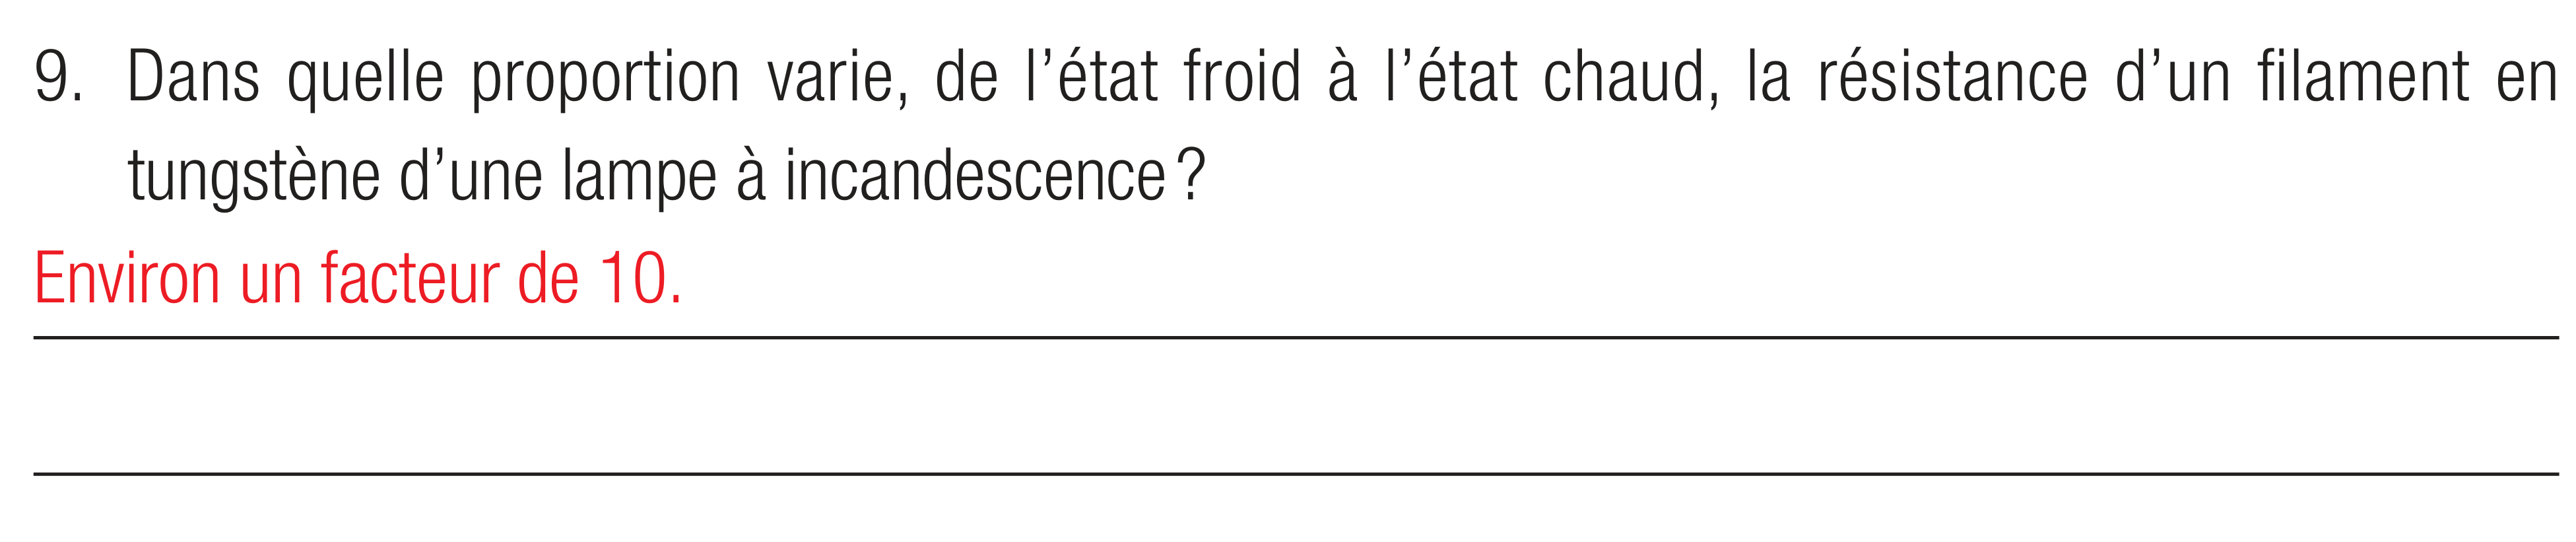 9. Dans quelle proportion varie, de l’état froid à l’état chaud, la résistance d’un filament en
tungstène d’une lampe à incandescence ?
Environ un facteur de 10.